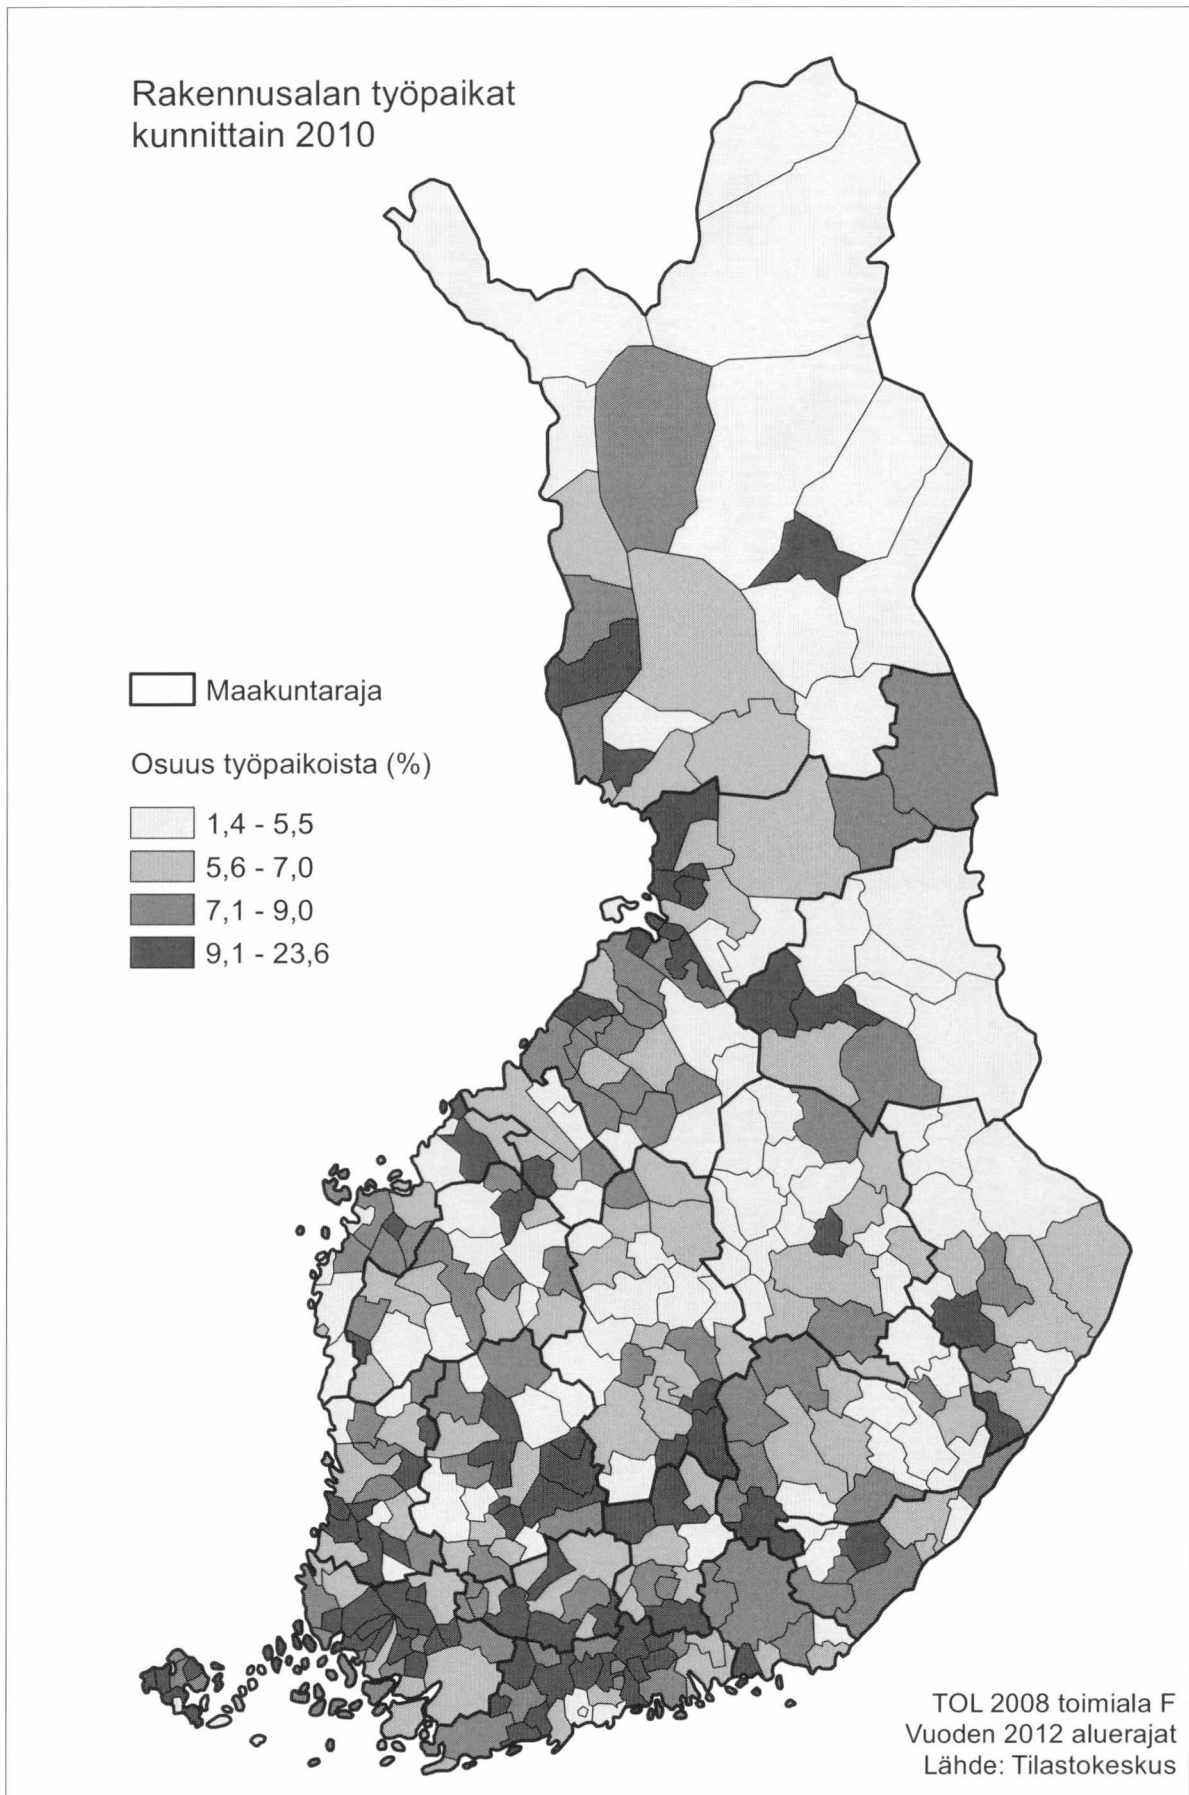 Rakennusalan työpaikat
kunnittain 2010
Maakuntaraja
Osuus työpaikoista (%)
1,4 - 5,5
5,6 - 7,0
7,1 - 9,0
9,1 - 23,6
TOL 2008 toimiala F
Vuoden 2012 aluerajat
Lähde: Tilastokeskus